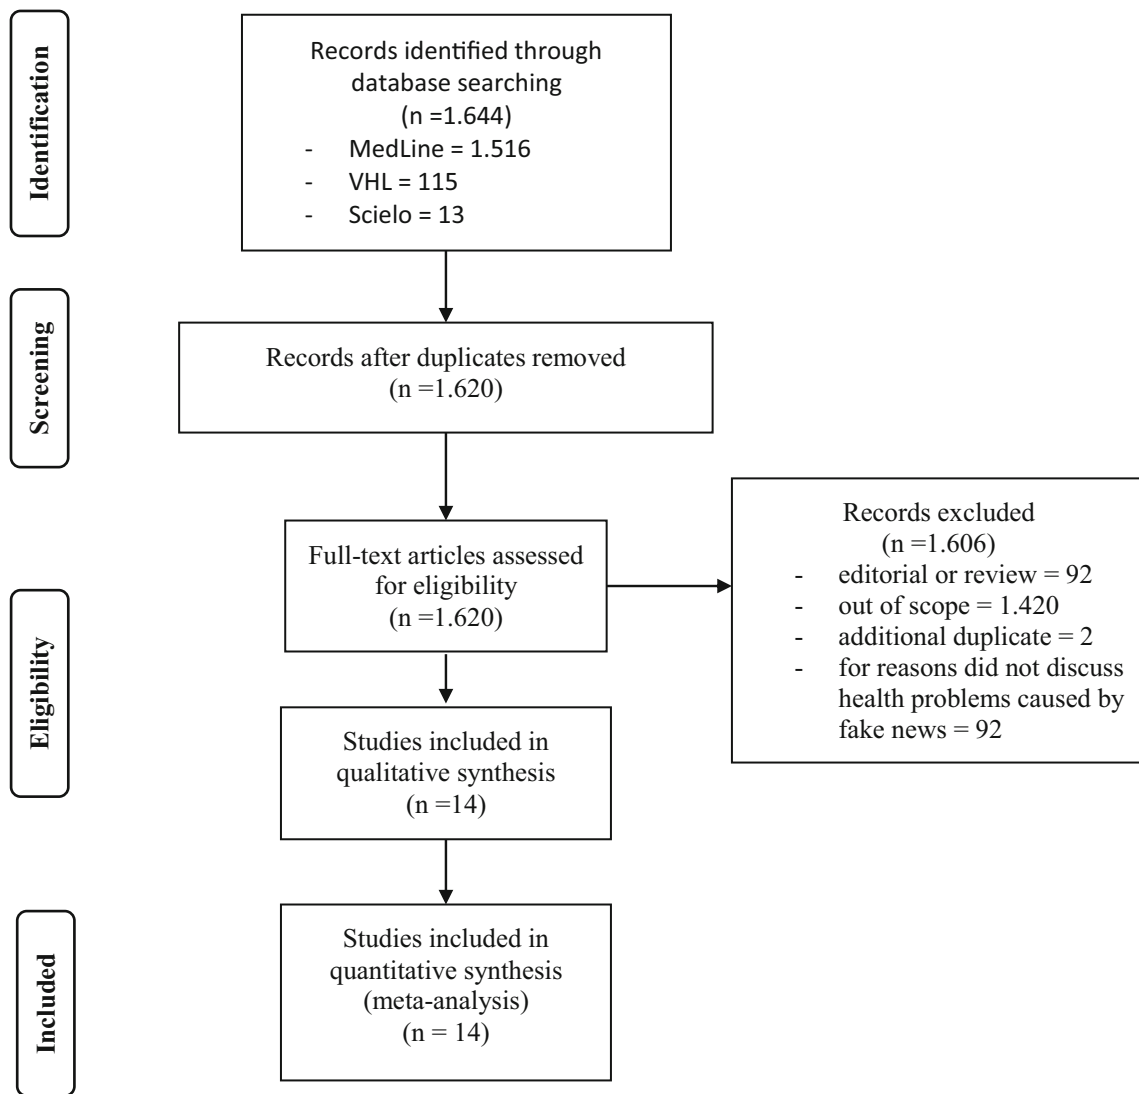 Identification
Records identified through
database searching
(n =1.644)
- MedLine = 1.516
- VHL = 115
- Scielo = 13
Screening
Records after duplicates removed
(n =1.620)
Eligibility
Full-text articles assessed
for eligibility
(n =1.620)
Records excluded
(n =1.606)
- editorial or review = 92
- out of scope = 1.420
- additional duplicate = 2
- for reasons did not discuss
health problems caused by
fake news = 92
Studies included in
qualitative synthesis
(n =14)
Included
Studies included in
quantitative synthesis
(meta-analysis)
(n = 14)